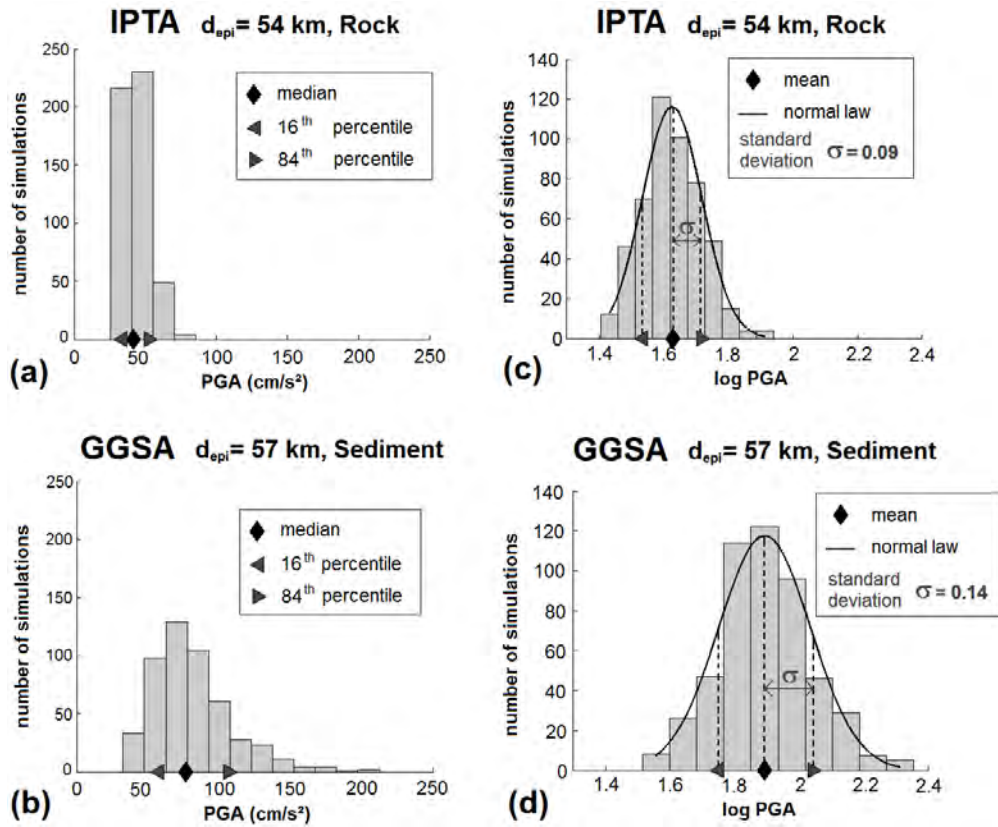 IPTA d_epi= 54 km, Rock
250
200
150
100
50
0
number of simulations
median
16th percentile
84th percentile
0 50 100 150 200 250
PGA (cm/s²)
(a)
IPTA d_epi= 54 km, Rock
140
120
100
80
60
40
20
0
number of simulations
mean
normal law
standard deviation σ = 0.09
σ
1.4 1.6 1.8 2 2.2 2.4
log PGA
(c)
GGSA d_epi= 57 km, Sediment
250
200
150
100
50
0
number of simulations
median
16th percentile
84th percentile
0 50 100 150 200 250
PGA (cm/s²)
(b)
GGSA d_epi= 57 km, Sediment
140
120
100
80
60
40
20
0
number of simulations
mean
normal law
standard deviation σ = 0.14
σ
1.4 1.6 1.8 2 2.2 2.4
log PGA
(d)